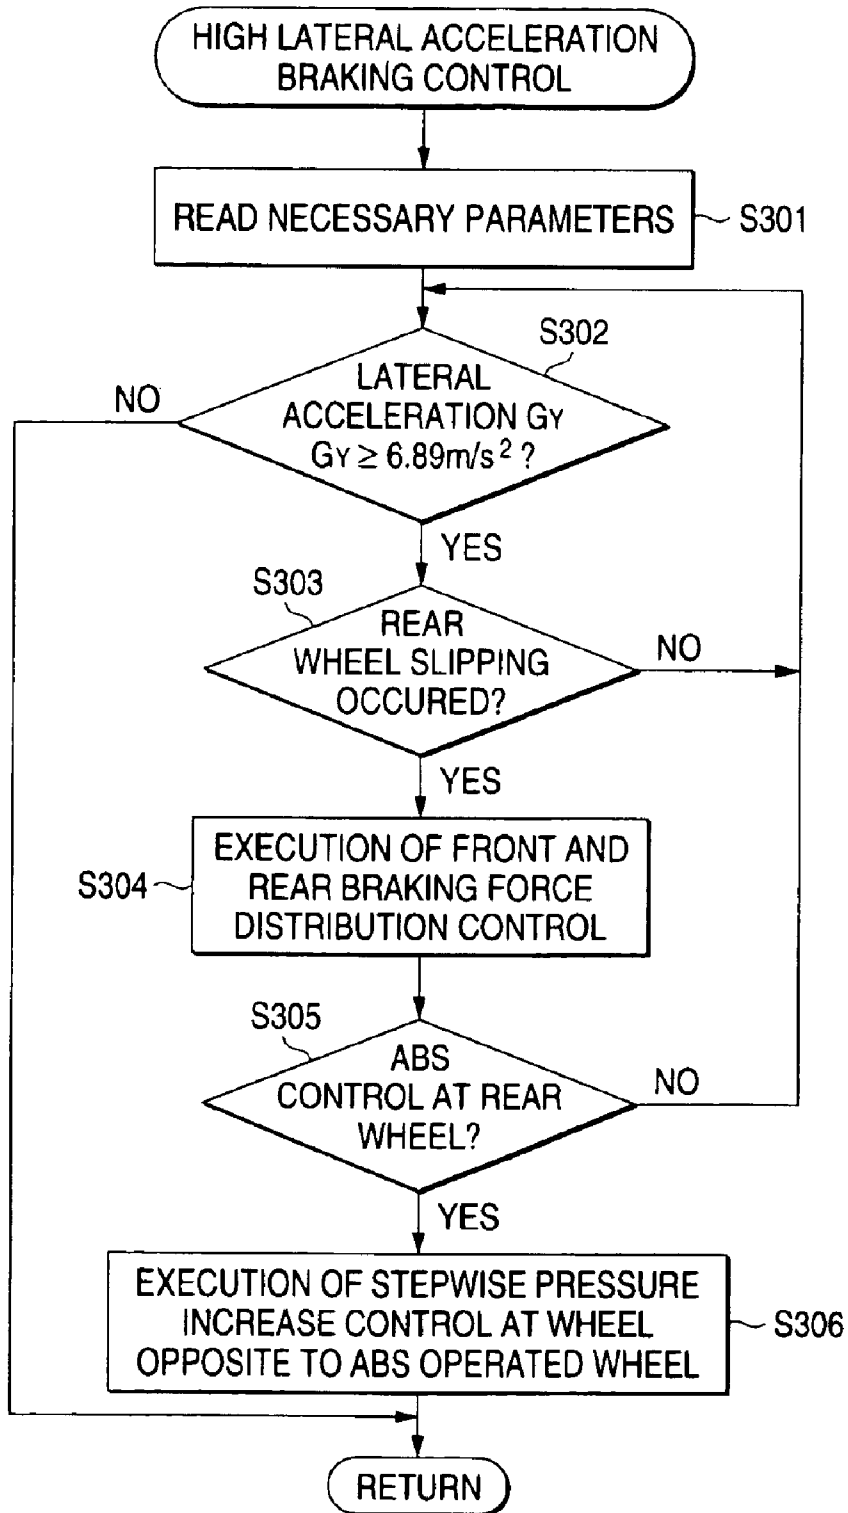 HIGH LATERAL ACCELERATION
BRAKING CONTROL
READ NECESSARY PARAMETERS
S301
S302
NO
LATERAL
ACCELERATION GY
GY ≥ 6.89m/s² ?
YES
S303
REAR
WHEEL SLIPPING
OCCURED?
NO
YES
S304
EXECUTION OF FRONT AND
REAR BRAKING FORCE
DISTRIBUTION CONTROL
S305
ABS
CONTROL AT REAR
WHEEL?
NO
YES
EXECUTION OF STEPWISE PRESSURE
INCREASE CONTROL AT WHEEL
OPPOSITE TO ABS OPERATED WHEEL
S306
RETURN